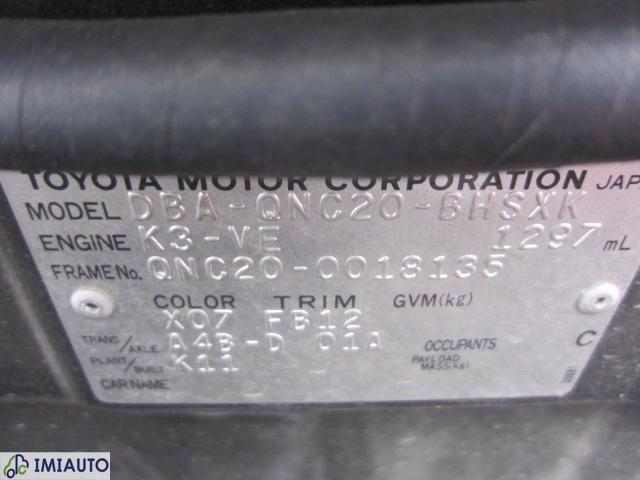 TOYOTA MOTOR CORPORATION JAP
MODEL DBA-QNC20-BHSXK
ENGINE K3-VE 1297 mL
FRAME No. QNC20-0018135
COLOR TRIM GVM(kg)
X07 FB12
TRANS/AXLE A4B-D 01A OCCUPANTS C
PLANT/BUILT K11 PAYLOAD MASS(kg)
CAR NAME
IMIAUTO